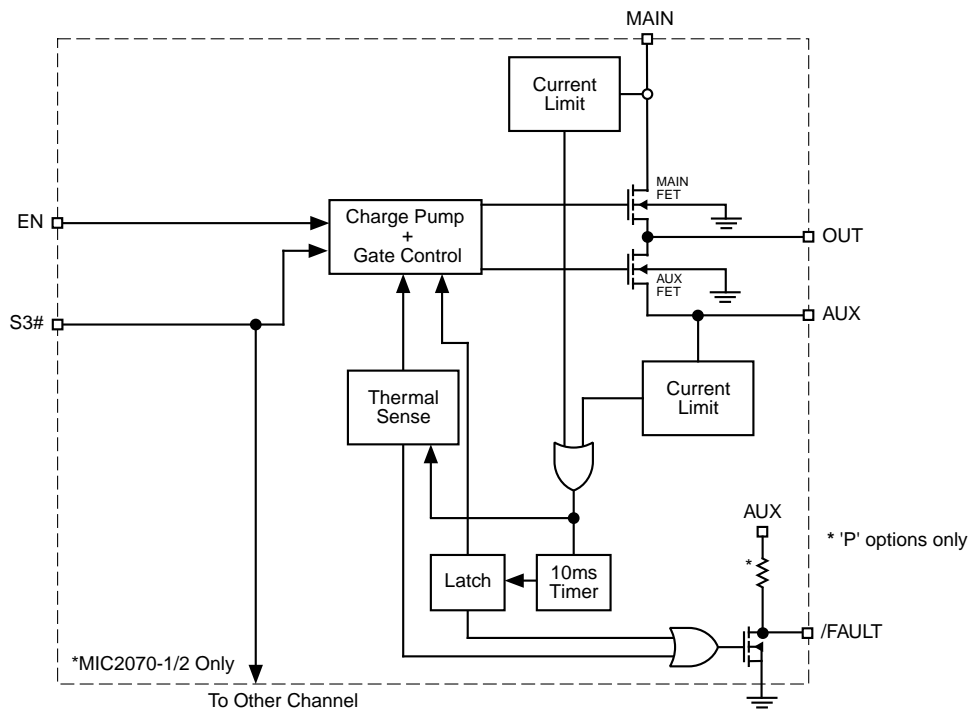 MAIN
Current
Limit
MAIN
FET
EN
Charge Pump
+
Gate Control
OUT
AUX
FET
S3#
AUX
Thermal
Sense
Current
Limit
AUX
* 'P' options only
*
Latch
10ms
Timer
/FAULT
*MIC2070-1/2 Only
To Other Channel